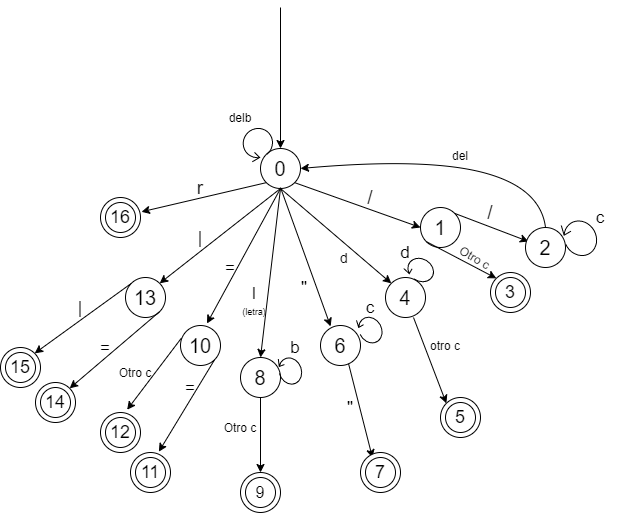 delb
0
del
r
/
/
c
16
1
2
|
=
l
(letra)
"
d
d
Otro c
3
13
4
|
=
10
6
c
otro c
15
14
Otro c
=
8
b
"
5
12
11
Otro c
7
9